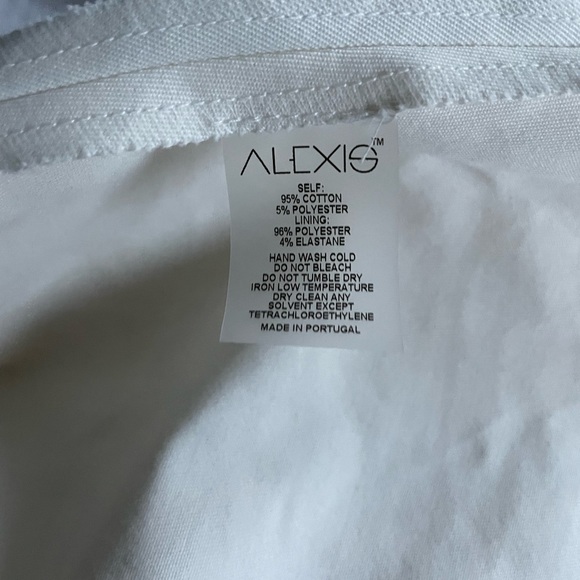 ALEXIS™
SELF:
95% COTTON
5% POLYESTER
LINING:
96% POLYESTER
4% ELASTANE
HAND WASH COLD
DO NOT BLEACH
DO NOT TUMBLE DRY
IRON LOW TEMPERATURE
DRY CLEAN ANY
SOLVENT EXCEPT
TETRACHLOROETHYLENE
MADE IN PORTUGAL